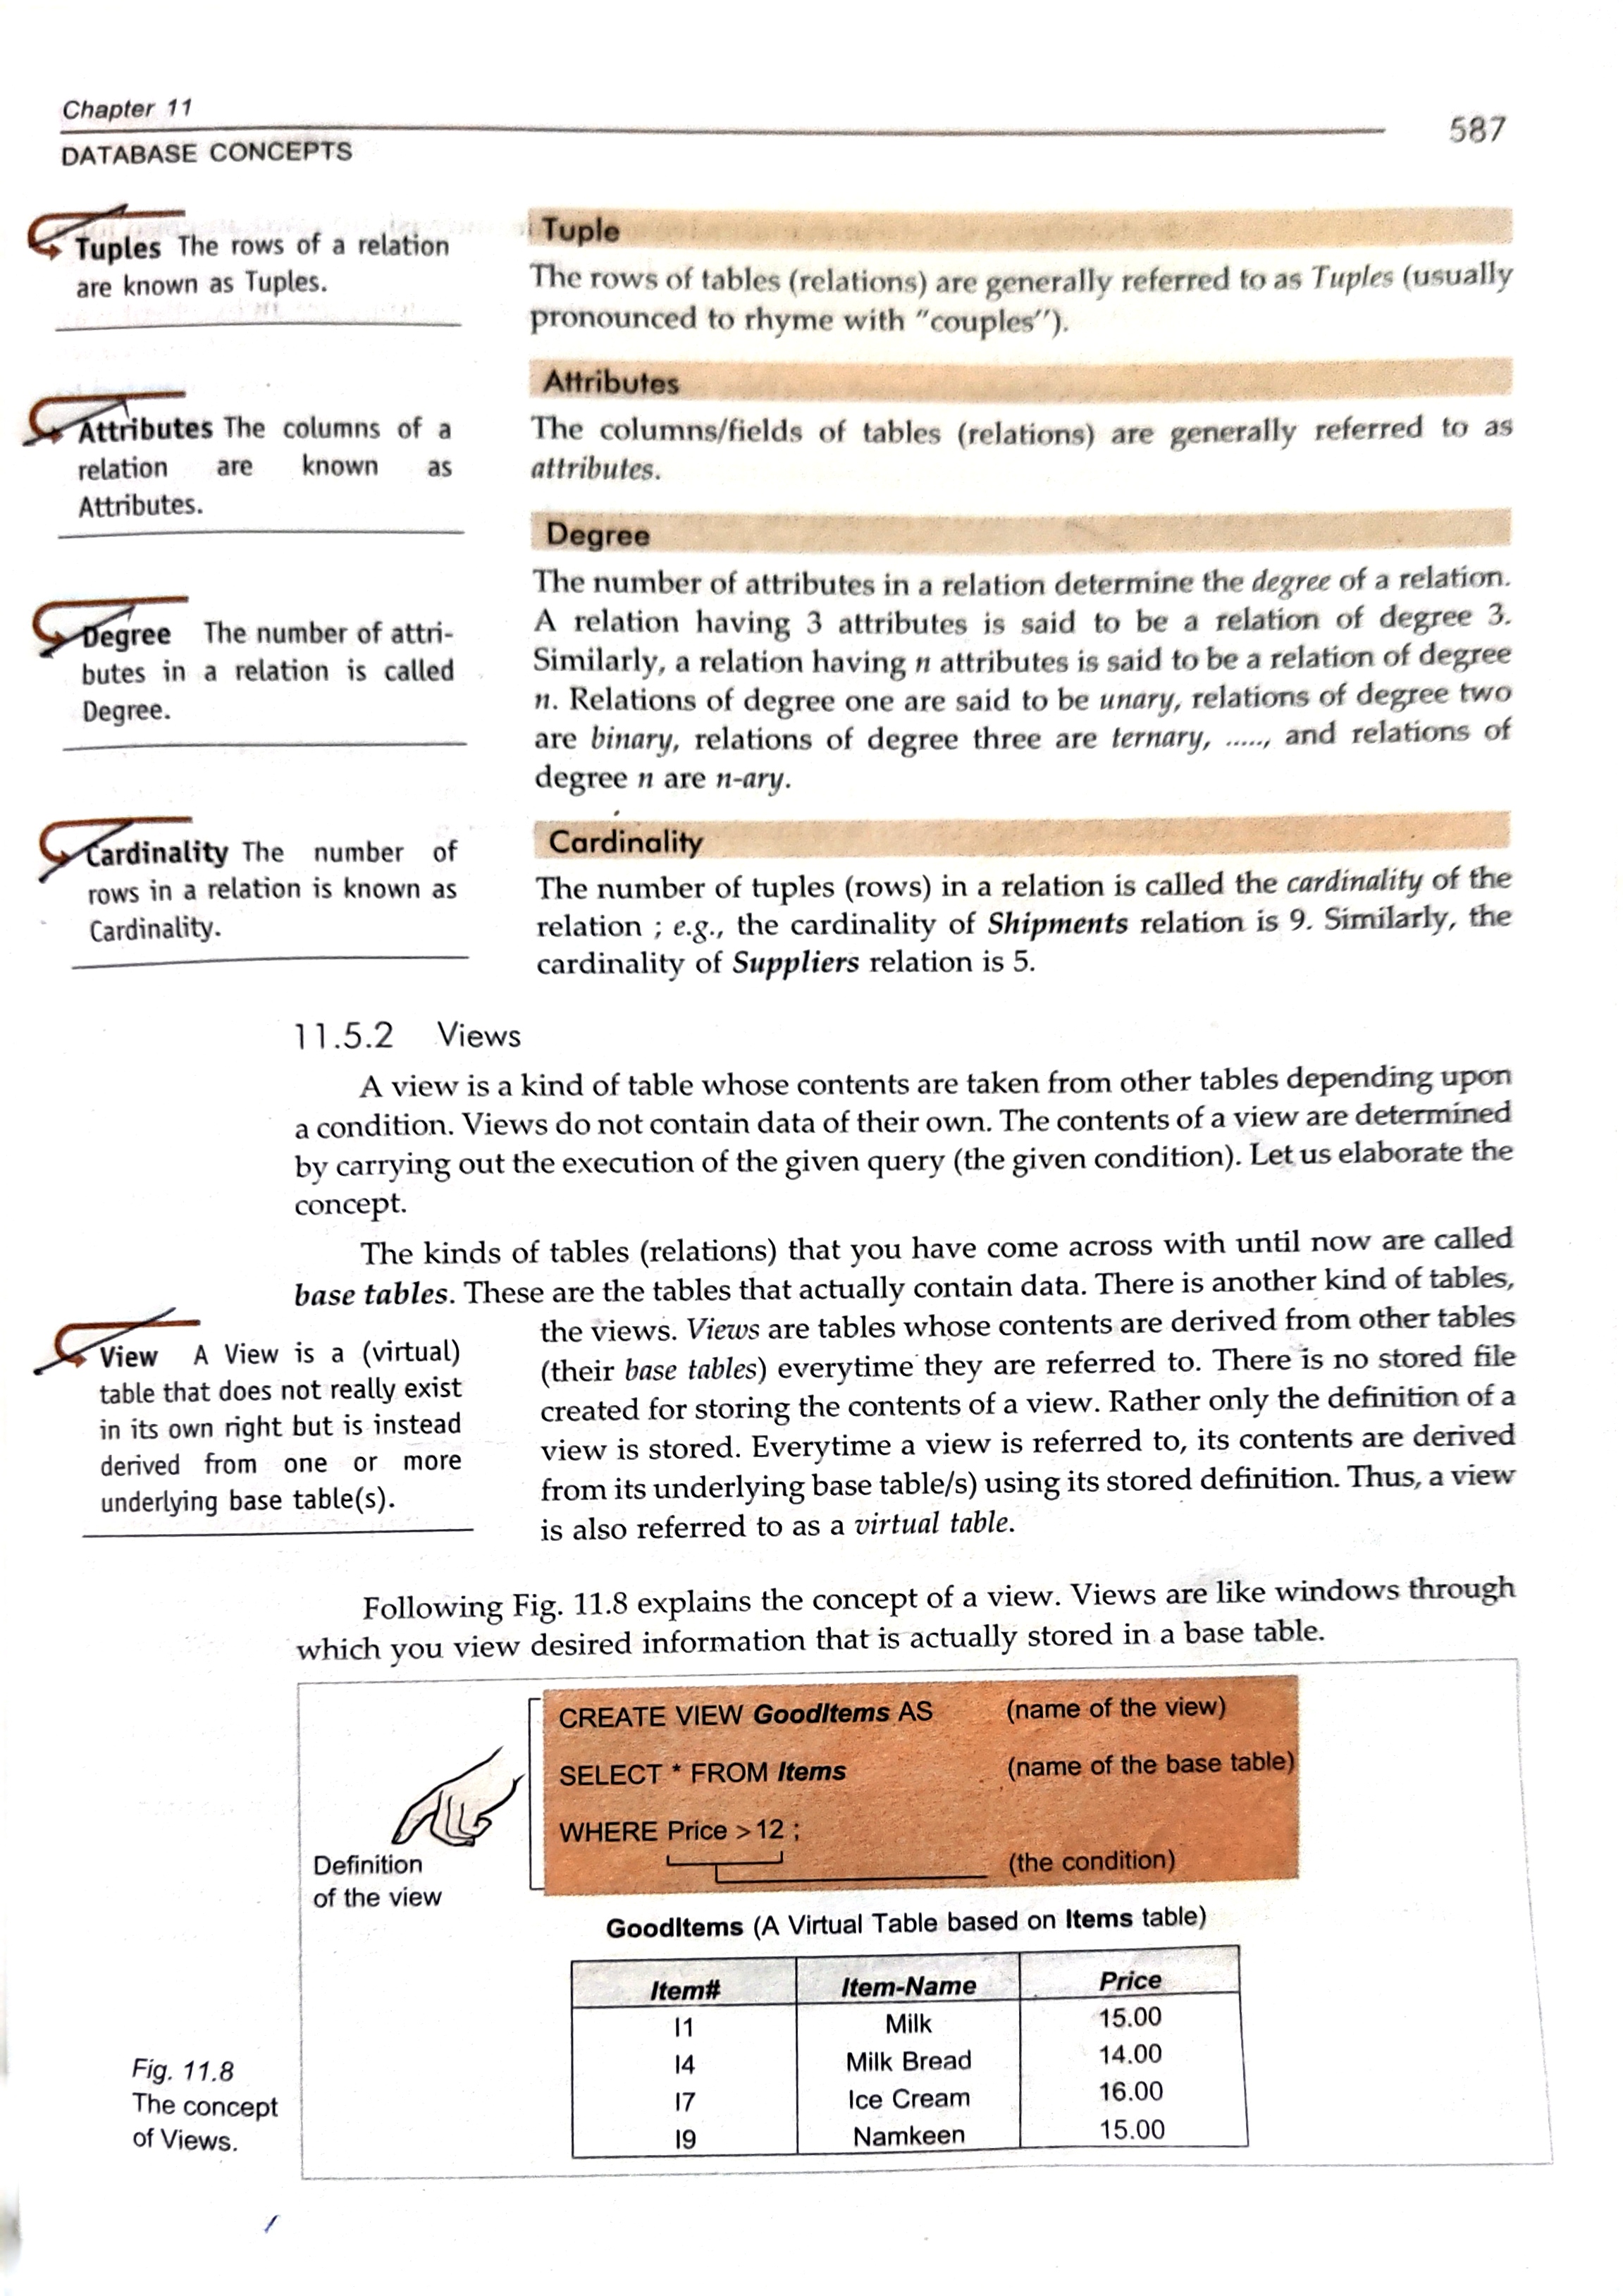 Chapter 11
587
DATABASE CONCEPTS
Tuples The rows of a relation
are known as Tuples.
Tuple
The rows of tables (relations) are generally referred to as Tuples (usually
pronounced to rhyme with "couples").
Attributes The columns of a
relation are known as
Attributes.
Attributes
The columns/fields of tables (relations) are generally referred to as
attributes.
Degree The number of attri-
butes in a relation is called
Degree.
Degree
The number of attributes in a relation determine the degree of a relation.
A relation having 3 attributes is said to be a relation of degree 3.
Similarly, a relation having n attributes is said to be a relation of degree
n. Relations of degree one are said to be unary, relations of degree two
are binary, relations of degree three are ternary, ....., and relations of
degree n are n-ary.
Cardinality The number of
rows in a relation is known as
Cardinality.
Cardinality
The number of tuples (rows) in a relation is called the cardinality of the
relation ; e.g., the cardinality of Shipments relation is 9. Similarly, the
cardinality of Suppliers relation is 5.
11.5.2 Views
A view is a kind of table whose contents are taken from other tables depending upon
a condition. Views do not contain data of their own. The contents of a view are determined
by carrying out the execution of the given query (the given condition). Let us elaborate the
concept.
The kinds of tables (relations) that you have come across with until now are called
base tables. These are the tables that actually contain data. There is another kind of tables,
the views. Views are tables whose contents are derived from other tables
(their base tables) everytime they are referred to. There is no stored file
created for storing the contents of a view. Rather only the definition of a
view is stored. Everytime a view is referred to, its contents are derived
from its underlying base table/s) using its stored definition. Thus, a view
is also referred to as a virtual table.
View A View is a (virtual)
table that does not really exist
in its own right but is instead
derived from one or more
underlying base table(s).
Following Fig. 11.8 explains the concept of a view. Views are like windows through
which you view desired information that is actually stored in a base table.
CREATE VIEW GoodItems AS (name of the view)
SELECT * FROM Items (name of the base table)
WHERE Price > 12 ;
(the condition)
Definition
of the view
GoodItems (A Virtual Table based on Items table)
Item# Item-Name Price
I1 Milk 15.00
I4 Milk Bread 14.00
I7 Ice Cream 16.00
I9 Namkeen 15.00
Fig. 11.8
The concept
of Views.